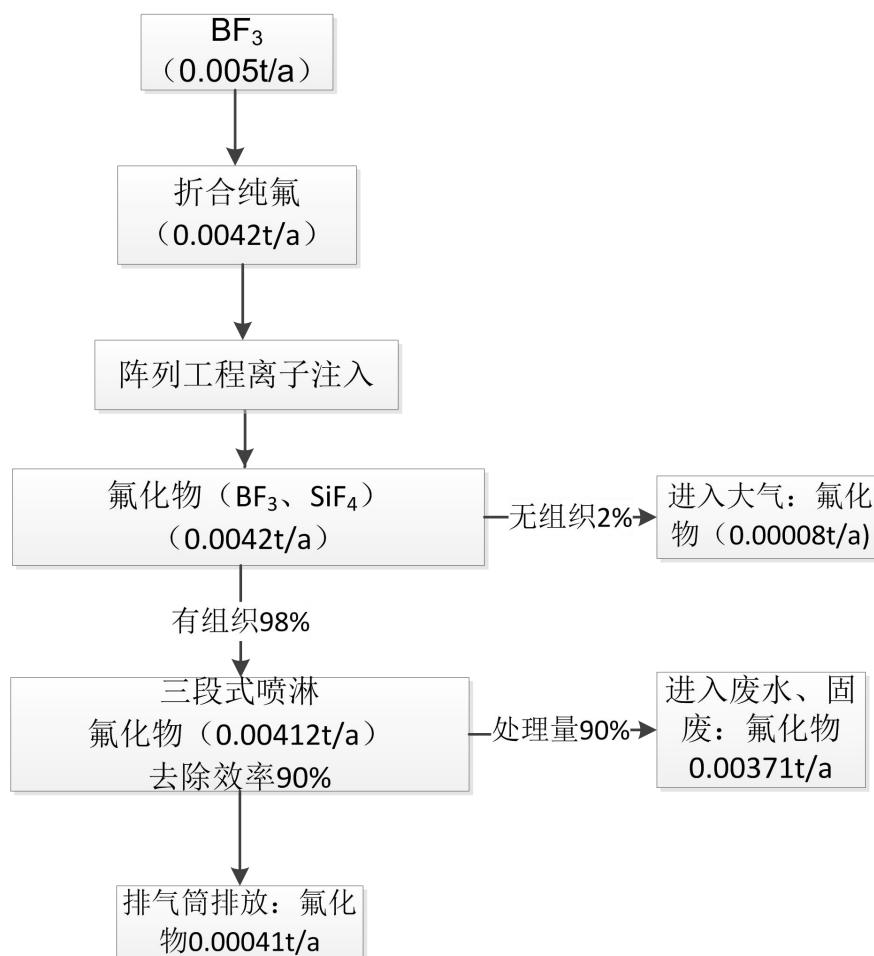 BF₃
（0.005t/a）
折合纯氟
（0.0042t/a）
阵列工程离子注入
氟化物（BF₃、SiF₄）
（0.0042t/a）
无组织2%
进入大气：氟化
物（0.00008t/a)
有组织98%
三段式喷淋
氟化物（0.00412t/a）
去除效率90%
处理量90%
进入废水、固
废：氟化物
0.00371t/a
排气筒排放：氟化
物0.00041t/a